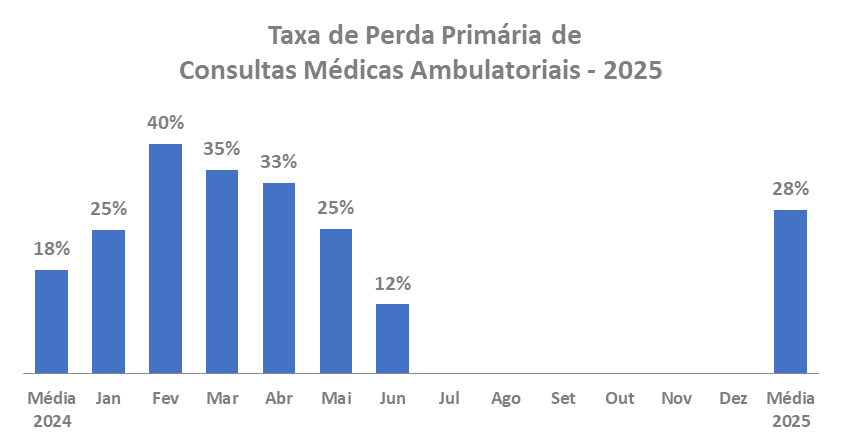 Taxa de Perda Primária de
Consultas Médicas Ambulatoriais - 2025
18%
25%
40%
35%
33%
25%
12%
28%
Média 2024
Jan
Fev
Mar
Abr
Mai
Jun
Jul
Ago
Set
Out
Nov
Dez
Média 2025